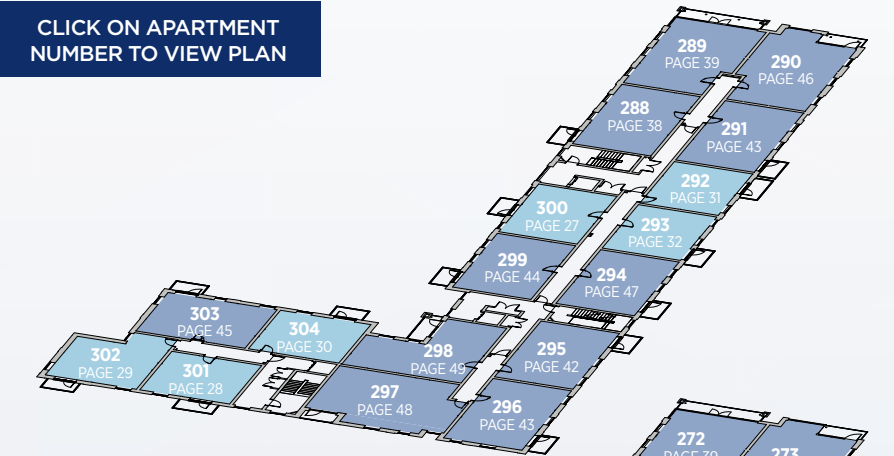 CLICK ON APARTMENT
NUMBER TO VIEW PLAN
289
PAGE 39
290
PAGE 46
288
PAGE 38
291
PAGE 43
292
PAGE 31
300
PAGE 27
293
PAGE 32
299
PAGE 44
294
PAGE 47
303
PAGE 45
304
PAGE 30
298
PAGE 49
295
PAGE 42
302
PAGE 29
301
PAGE 28
297
PAGE 48
296
PAGE 43
272
PAGE 39
273